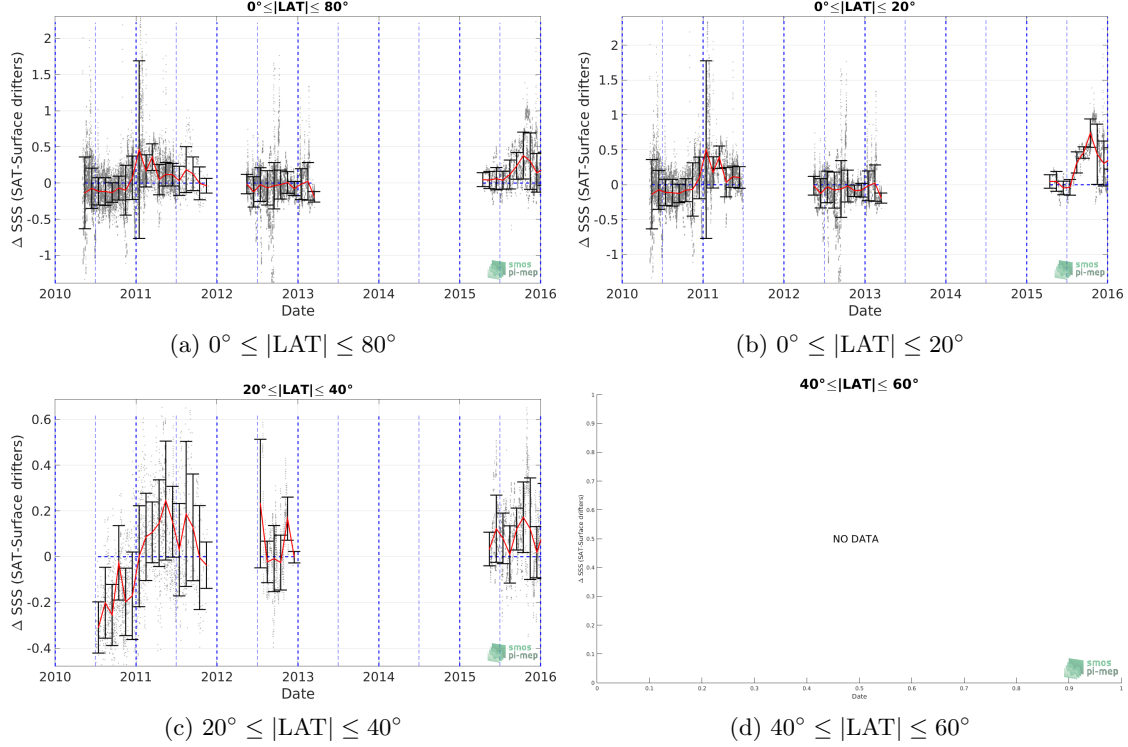 0°≤|LAT|≤ 80°
Δ SSS (SAT-Surface drifters)
2
1.5
1
0.5
0
-0.5
-1
2010 2011 2012 2013 2014 2015 2016
Date
smos
pi-mep
(a) 0° ≤ |LAT| ≤ 80°
0°≤|LAT|≤ 20°
Δ SSS (SAT-Surface drifters)
2
1.5
1
0.5
0
-0.5
-1
2010 2011 2012 2013 2014 2015 2016
Date
smos
pi-mep
(b) 0° ≤ |LAT| ≤ 20°
20°≤|LAT|≤ 40°
Δ SSS (SAT-Surface drifters)
0.6
0.4
0.2
0
-0.2
-0.4
2010 2011 2012 2013 2014 2015 2016
Date
smos
pi-mep
(c) 20° ≤ |LAT| ≤ 40°
40°≤|LAT|≤ 60°
Δ SSS (SAT-Surface drifters)
1
0.9
0.8
0.7
0.6
0.5
0.4
0.3
0.2
0.1
0
NO DATA
0 0.1 0.2 0.3 0.4 0.5 0.6 0.7 0.8 0.9 1
Date
smos
pi-mep
(d) 40° ≤ |LAT| ≤ 60°